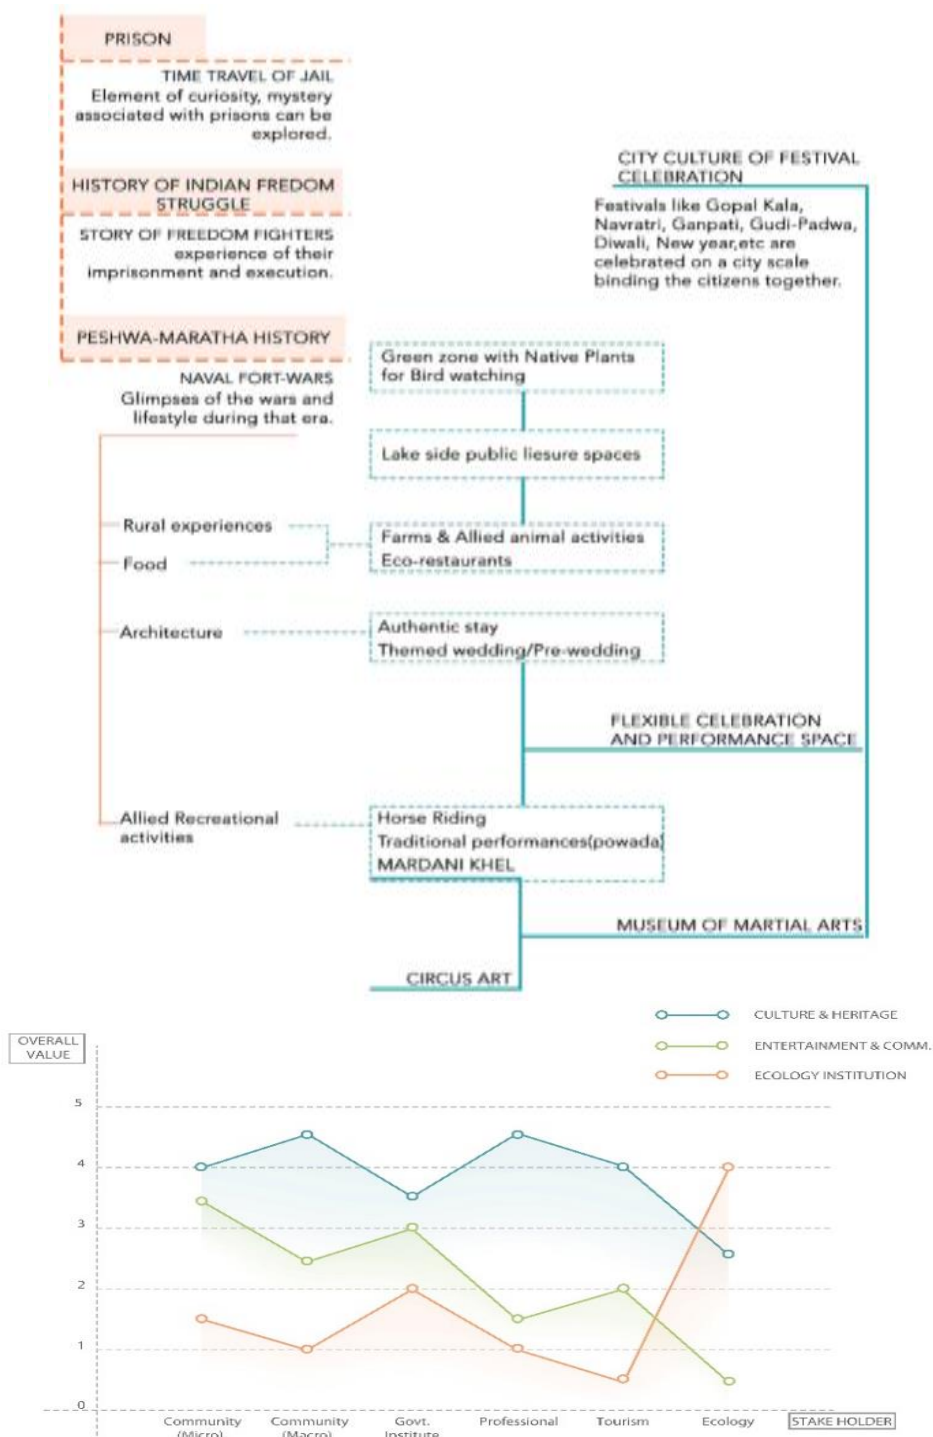 PRISON
TIME TRAVEL OF JAIL
Element of curiosity, mystery
associated with prisons can be
explored.
HISTORY OF INDIAN FREDOM
STRUGGLE
STORY OF FREEDOM FIGHTERS
experience of their
imprisonment and execution.
PESHWA-MARATHA HISTORY
NAVAL FORT-WARS
Glimpses of the wars and
lifestyle during that era.
Rural experiences
Food
Architecture
Allied Recreational
activities
Green zone with Native Plants
for Bird watching
Lake side public liesure spaces
Farms & Allied animal activities
Eco-restaurants
Authentic stay
Themed wedding/Pre-wedding
Horse Riding
Traditional performances(powada)
MARDANI KHEL
CIRCUS ART
CITY CULTURE OF FESTIVAL
CELEBRATION
Festivals like Gopal Kala,
Navratri, Ganpati, Gudi-Padwa,
Diwali, New year,etc are
celebrated on a city scale
binding the citizens together.
FLEXIBLE CELEBRATION
AND PERFORMANCE SPACE
MUSEUM OF MARTIAL ARTS
CULTURE & HERITAGE
ENTERTAINMENT & COMM.
ECOLOGY INSTITUTION
OVERALL
VALUE
5
4
3
2
1
0
Community
(Micro)
Community
(Macro)
Govt.
Institute
Professional
Tourism
Ecology
STAKE HOLDER